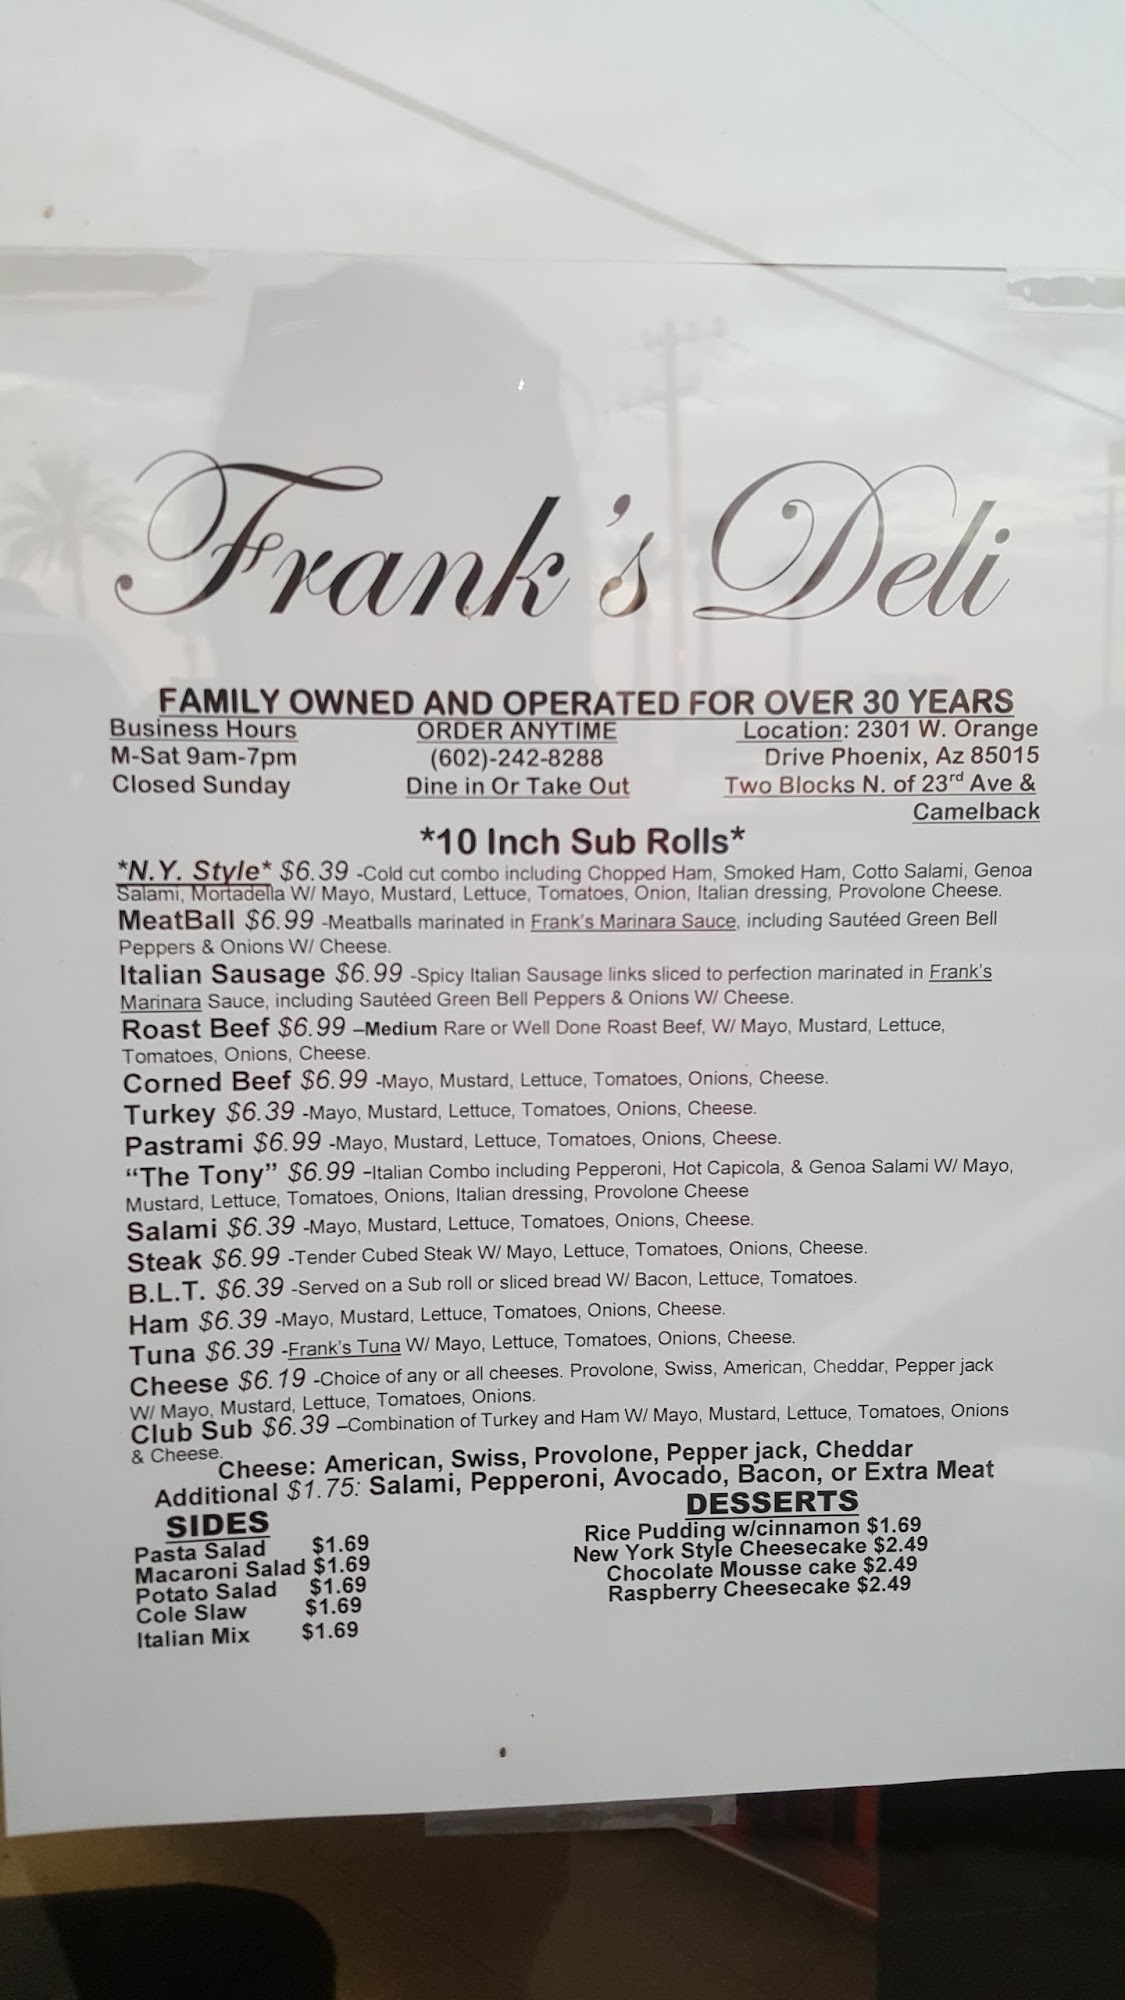 Frank's Deli
FAMILY OWNED AND OPERATED FOR OVER 30 YEARS
Business Hours
M-Sat 9am-7pm
Closed Sunday
ORDER ANYTIME
(602)-242-8288
Dine in Or Take Out
Location: 2301 W. Orange
Drive Phoenix, Az 85015
Two Blocks N. of 23rd Ave &
Camelback
*10 Inch Sub Rolls*
*N.Y. Style* $6.39 -Cold cut combo including Chopped Ham, Smoked Ham, Cotto Salami, Genoa
Salami, Mortadella W/ Mayo, Mustard, Lettuce, Tomatoes, Onion, Italian dressing, Provolone Cheese.
MeatBall $6.99 -Meatballs marinated in Frank's Marinara Sauce, including Sautéed Green Bell
Peppers & Onions W/ Cheese.
Italian Sausage $6.99 -Spicy Italian Sausage links sliced to perfection marinated in Frank's
Marinara Sauce, including Sautéed Green Bell Peppers & Onions W/ Cheese.
Roast Beef $6.99 –Medium Rare or Well Done Roast Beef, W/ Mayo, Mustard, Lettuce,
Tomatoes, Onions, Cheese.
Corned Beef $6.99 -Mayo, Mustard, Lettuce, Tomatoes, Onions, Cheese.
Turkey $6.39 -Mayo, Mustard, Lettuce, Tomatoes, Onions, Cheese.
Pastrami $6.99 -Mayo, Mustard, Lettuce, Tomatoes, Onions, Cheese.
“The Tony” $6.99 –Italian Combo including Pepperoni, Hot Capicola, & Genoa Salami W/ Mayo,
Mustard, Lettuce, Tomatoes, Onions, Italian dressing, Provolone Cheese
Salami $6.39 -Mayo, Mustard, Lettuce, Tomatoes, Onions, Cheese.
Steak $6.99 -Tender Cubed Steak W/ Mayo, Lettuce, Tomatoes, Onions, Cheese.
B.L.T. $6.39 -Served on a Sub roll or sliced bread W/ Bacon, Lettuce, Tomatoes.
Ham $6.39 -Mayo, Mustard, Lettuce, Tomatoes, Onions, Cheese.
Tuna $6.39 -Frank's Tuna W/ Mayo, Lettuce, Tomatoes, Onions, Cheese.
Cheese $6.19 -Choice of any or all cheeses. Provolone, Swiss, American, Cheddar, Pepper jack
W/ Mayo, Mustard, Lettuce, Tomatoes, Onions.
Club Sub $6.39 –Combination of Turkey and Ham W/ Mayo, Mustard, Lettuce, Tomatoes, Onions
& Cheese.
Cheese: American, Swiss, Provolone, Pepper jack, Cheddar
Additional $1.75: Salami, Pepperoni, Avocado, Bacon, or Extra Meat
SIDES
Pasta Salad $1.69
Macaroni Salad $1.69
Potato Salad $1.69
Cole Slaw $1.69
Italian Mix $1.69
DESSERTS
Rice Pudding w/cinnamon $1.69
New York Style Cheesecake $2.49
Chocolate Mousse cake $2.49
Raspberry Cheesecake $2.49